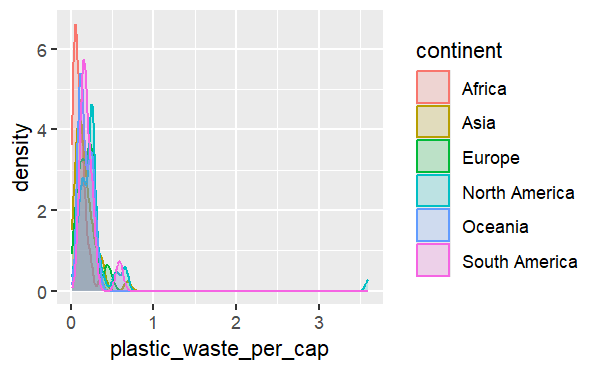 continent
Africa
Asia
Europe
North America
Oceania
South America
density
6
4
2
0
0 1 2 3
plastic_waste_per_cap